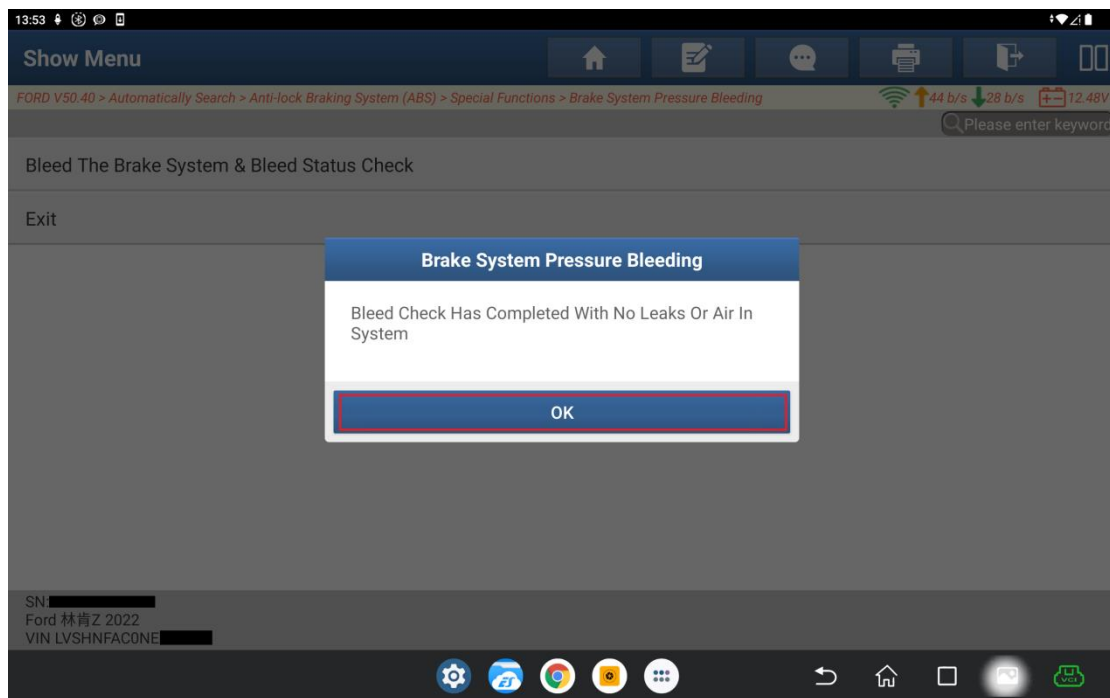 13:53
Show Menu
FORD V50.40 > Automatically Search > Anti-lock Braking System (ABS) > Special Functions > Brake System Pressure Bleeding
44 b/s 28 b/s 12.48V
Please enter keyword
Bleed The Brake System & Bleed Status Check
Exit
Brake System Pressure Bleeding
Bleed Check Has Completed With No Leaks Or Air In
System
OK
SN:
Ford 林肯Z 2022
VIN LVSHNFAC0NE
ES
VCI